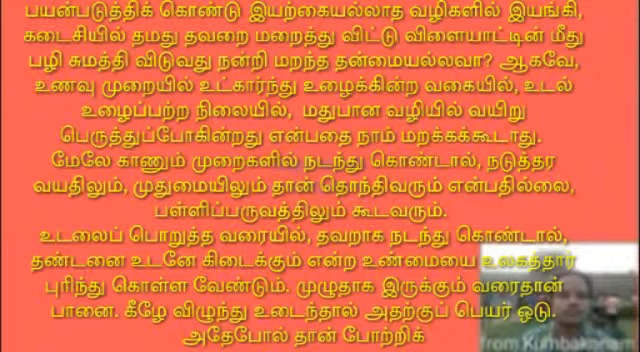 பயன்படுத்திக் கொண்டு இயற்கையல்லாத வழிகளில் இயங்கி,
கடைசியில் தமது தவறை மறைத்து விட்டு விளையாட்டின் மீது
பழி சுமத்தி விடுவது நன்றி மறந்த தன்மையல்லவா? ஆகவே,
உணவு முறையில் உட்கார்ந்து உழைக்கின்ற வகையில், உடல்
உழைப்பற்ற நிலையில், மதுபான வழியில் வயிறு
பெருத்துப்போகின்றது என்பதை நாம் மறக்கக்கூடாது.
மேலே காணும் முறைகளில் நடந்து கொண்டால், நடுத்தர
வயதிலும், முதுமையிலும் தான் தொந்திவரும் என்பதில்லை,
பள்ளிப்பருவத்திலும் கூடவரும்.
உடலைப் பொறுத்த வரையில், தவறாக நடந்து கொண்டால்,
தண்டனை உடனே கிடைக்கும் என்ற உண்மையை உலகத்தார்
புரிந்து கொள்ள வேண்டும். முழுதாக இருக்கும் வரைதான்
பானை. கீழே விழுந்து உடைந்தால் அதற்குப் பெயர் ஓடு.
அதேபோல் தான் போற்றிக்
from Kumbakonam